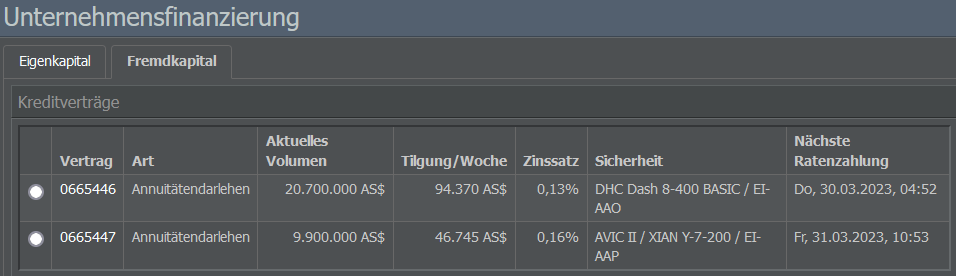 Unternehmensfinanzierung
Eigenkapital Fremdkapital
Kreditverträge
Vertrag Art Aktuelles Volumen Tilgung/Woche Zinssatz Sicherheit Nächste Ratenzahlung
0665446 Annuitätendarlehen 20.700.000 AS$ 94.370 AS$ 0,13% DHC Dash 8-400 BASIC / EI-AAO Do, 30.03.2023, 04:52
0665447 Annuitätendarlehen 9.900.000 AS$ 46.745 AS$ 0,16% AVIC II / XIAN Y-7-200 / EI-AAP Fr, 31.03.2023, 10:53